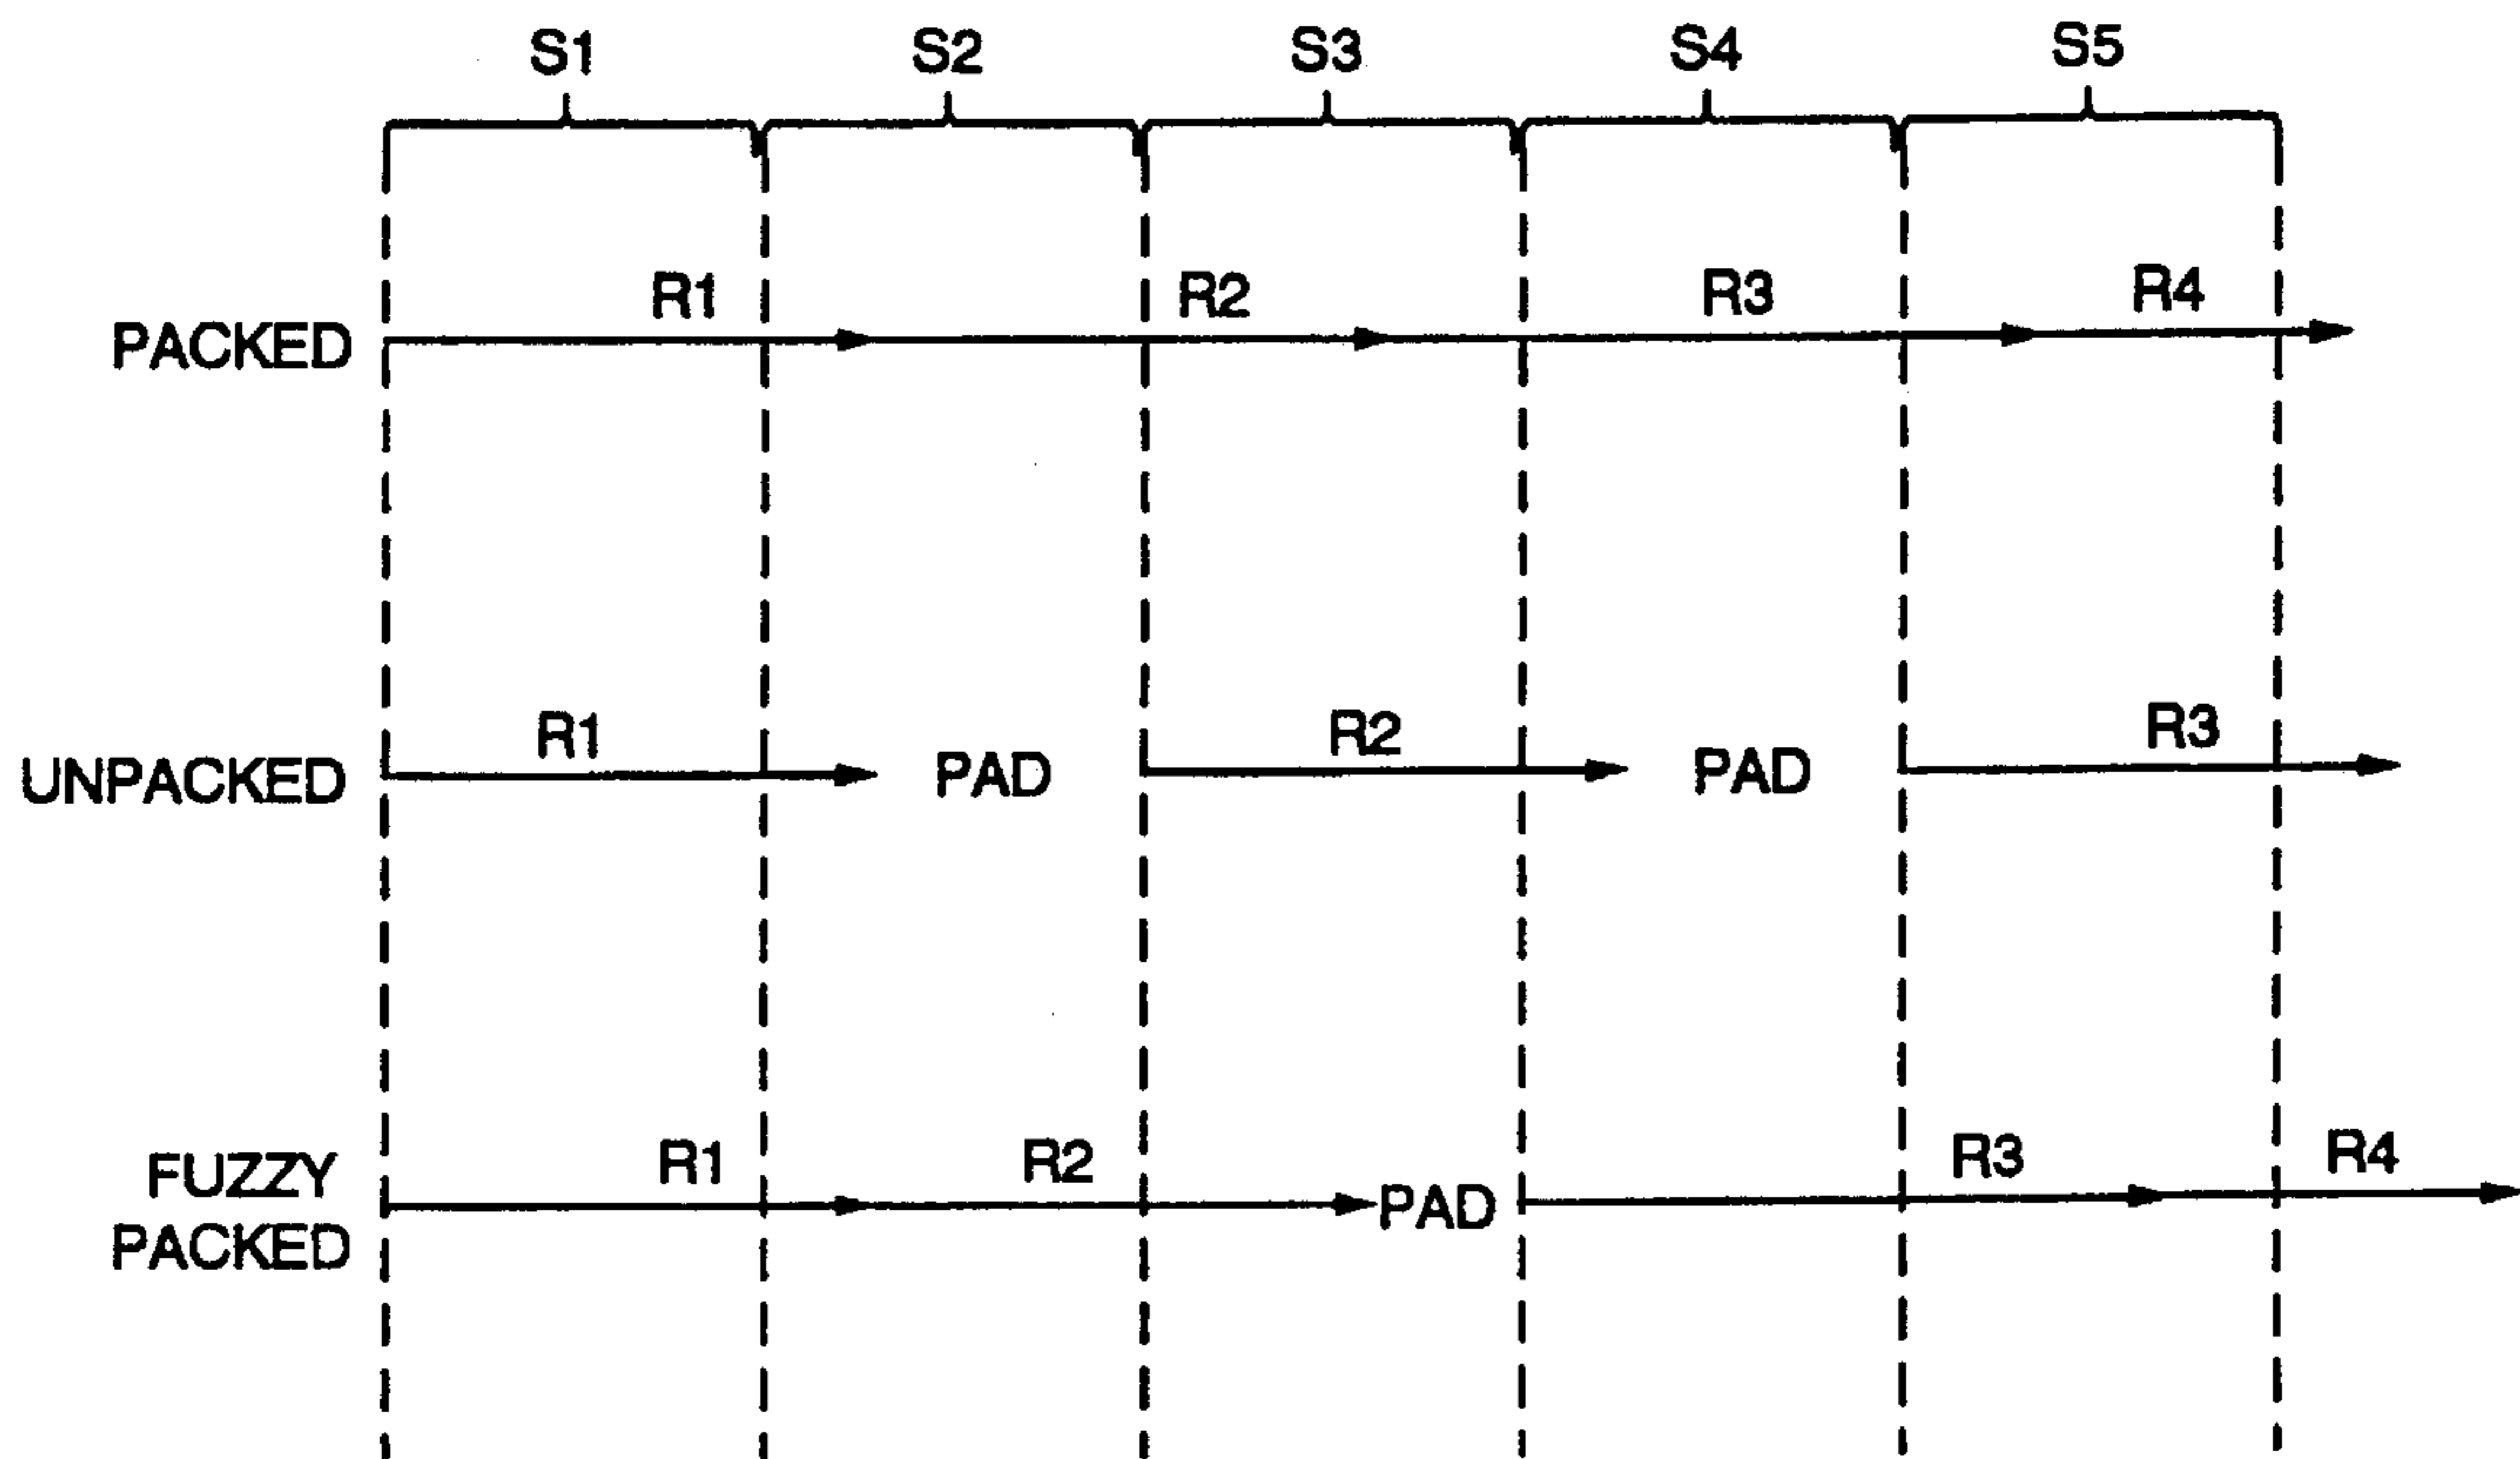 S1 S2 S3 S4 S5
R1 R2 R3 R4
PACKED
R1 R2 R3
UNPACKED PAD PAD
R1 R2 R3 R4
FUZZY
PACKED PAD